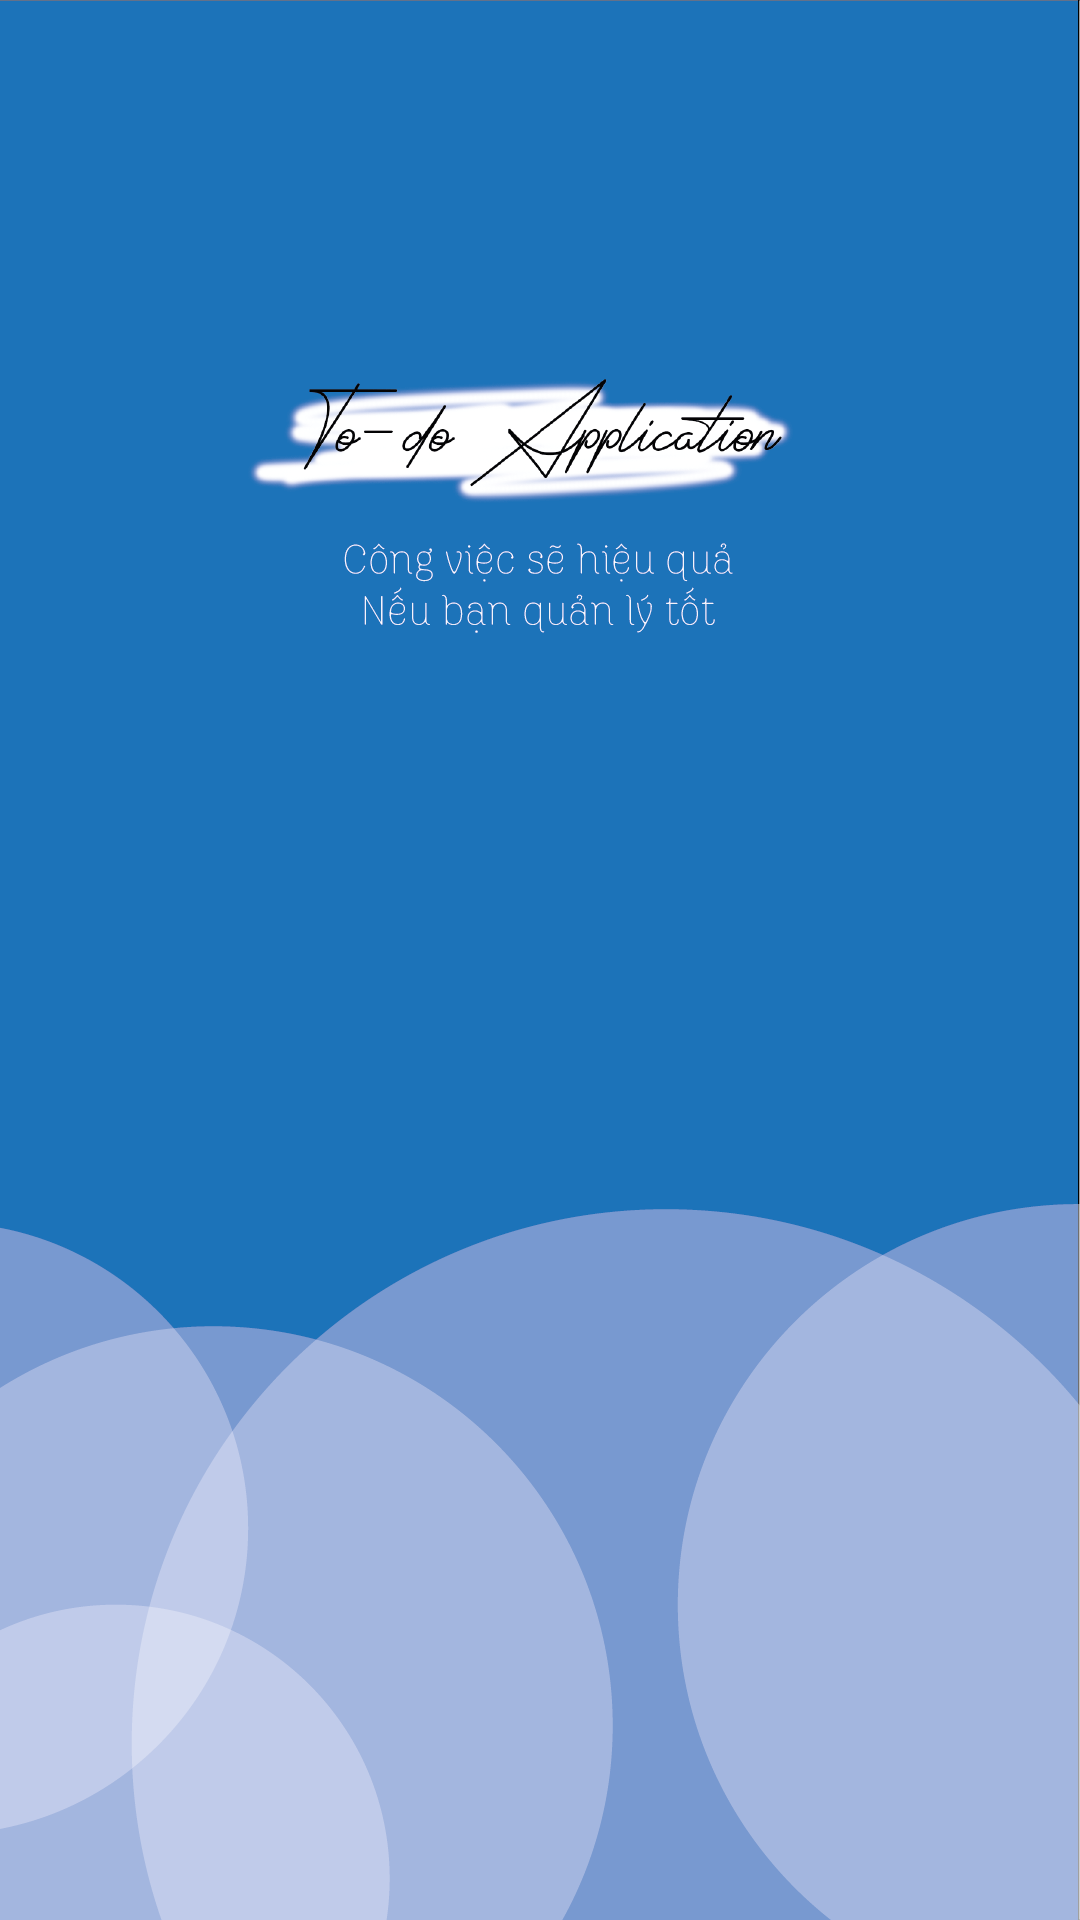 To-do Application
Công việc sẽ hiệu quả
Nếu bạn quản lý tốt